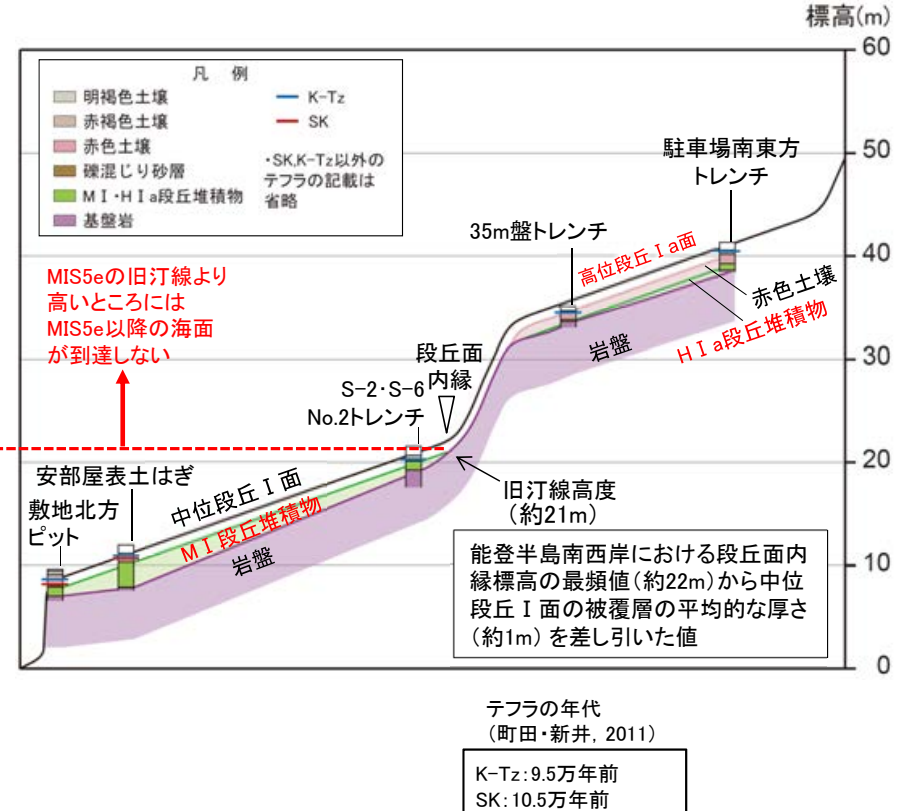 標高(m)
60
50
40
30
20
10
0
凡 例
明褐色土壌
赤褐色土壌
赤色土壌
礫混じり砂層
MⅠ・HⅠa段丘堆積物
基盤岩
K-Tz
SK
・SK,K-Tz以外の
テフラの記載は
省略
MIS5eの旧汀線より
高いところには
MIS5e以降の海面
が到達しない
駐車場南東方
トレンチ
35m盤トレンチ
高位段丘Ⅰa面
赤色土壌
HⅠa段丘堆積物
岩盤
段丘面
内縁
S-2・S-6
No.2トレンチ
旧汀線高度
(約21m)
安部屋表土はぎ
敷地北方
ピット
中位段丘Ⅰ面
MⅠ段丘堆積物
岩盤
能登半島南西岸における段丘面内
縁標高の最頻値(約22m)から中位
段丘Ⅰ面の被覆層の平均的な厚さ
(約1m)を差し引いた値
テフラの年代
(町田・新井, 2011)
K-Tz:9.5万年前
SK:10.5万年前